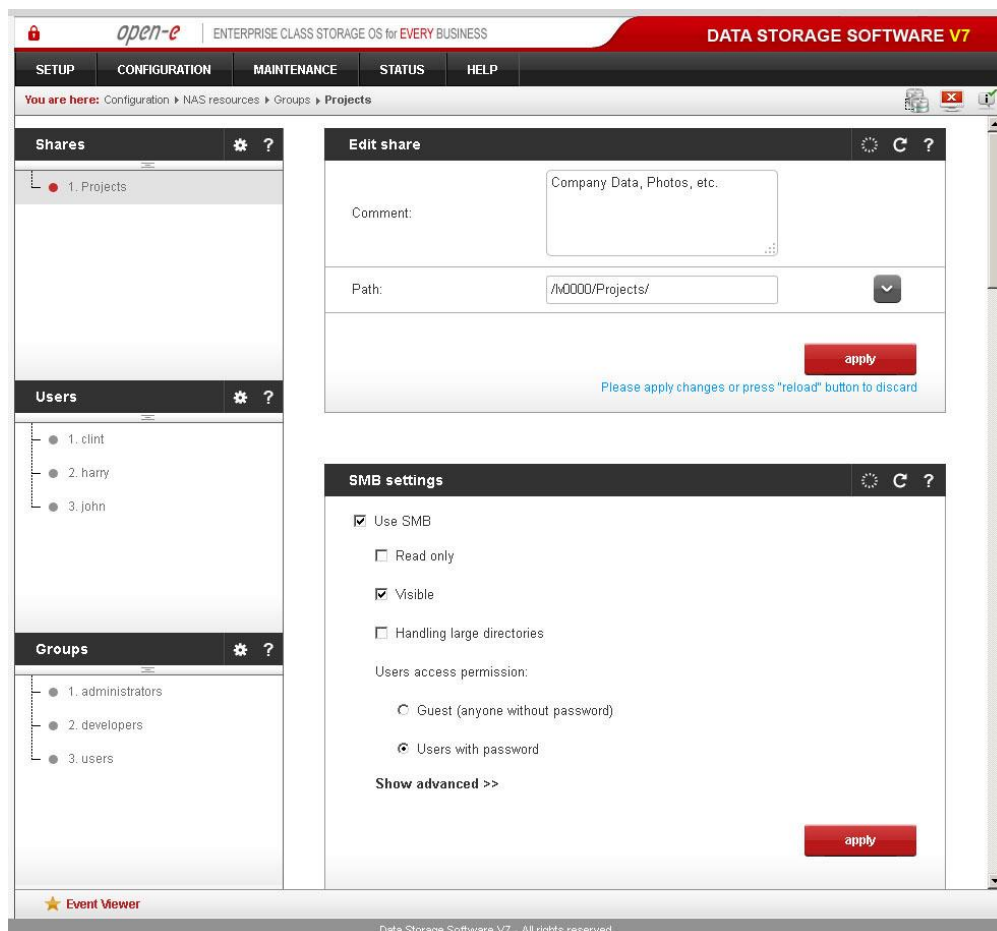 open-e ENTERPRISE CLASS STORAGE OS for EVERY BUSINESS DATA STORAGE SOFTWARE V7
SETUP CONFIGURATION MAINTENANCE STATUS HELP
You are here: Configuration NAS resources Groups Projects
Shares ?
1. Projects
Users ?
1. clint
2. harry
3. john
Groups ?
1. administrators
2. developers
3. users
Edit share ?
Comment: Company Data, Photos, etc.
Path: /lv0000/Projects/
apply
Please apply changes or press "reload" button to discard
SMB settings ?
Use SMB
Read only
Visible
Handling large directories
Users access permission:
Guest (anyone without password)
Users with password
Show advanced >>
apply
Event Viewer
Data Storage Software V7 - All rights reserved